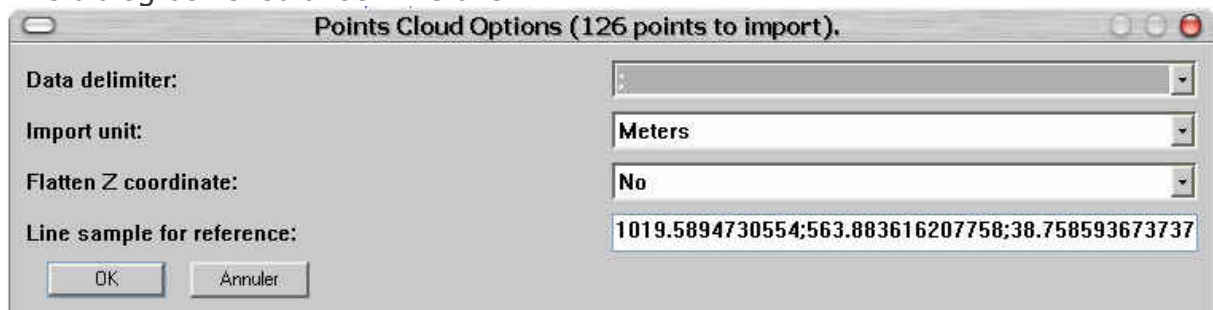 Points Cloud Options (126 points to import).
Data delimiter: ;
Import unit: Meters
Flatten Z coordinate: No
Line sample for reference: 1019.5894730554;563.883616207758;38.758593673737
OK Annuler